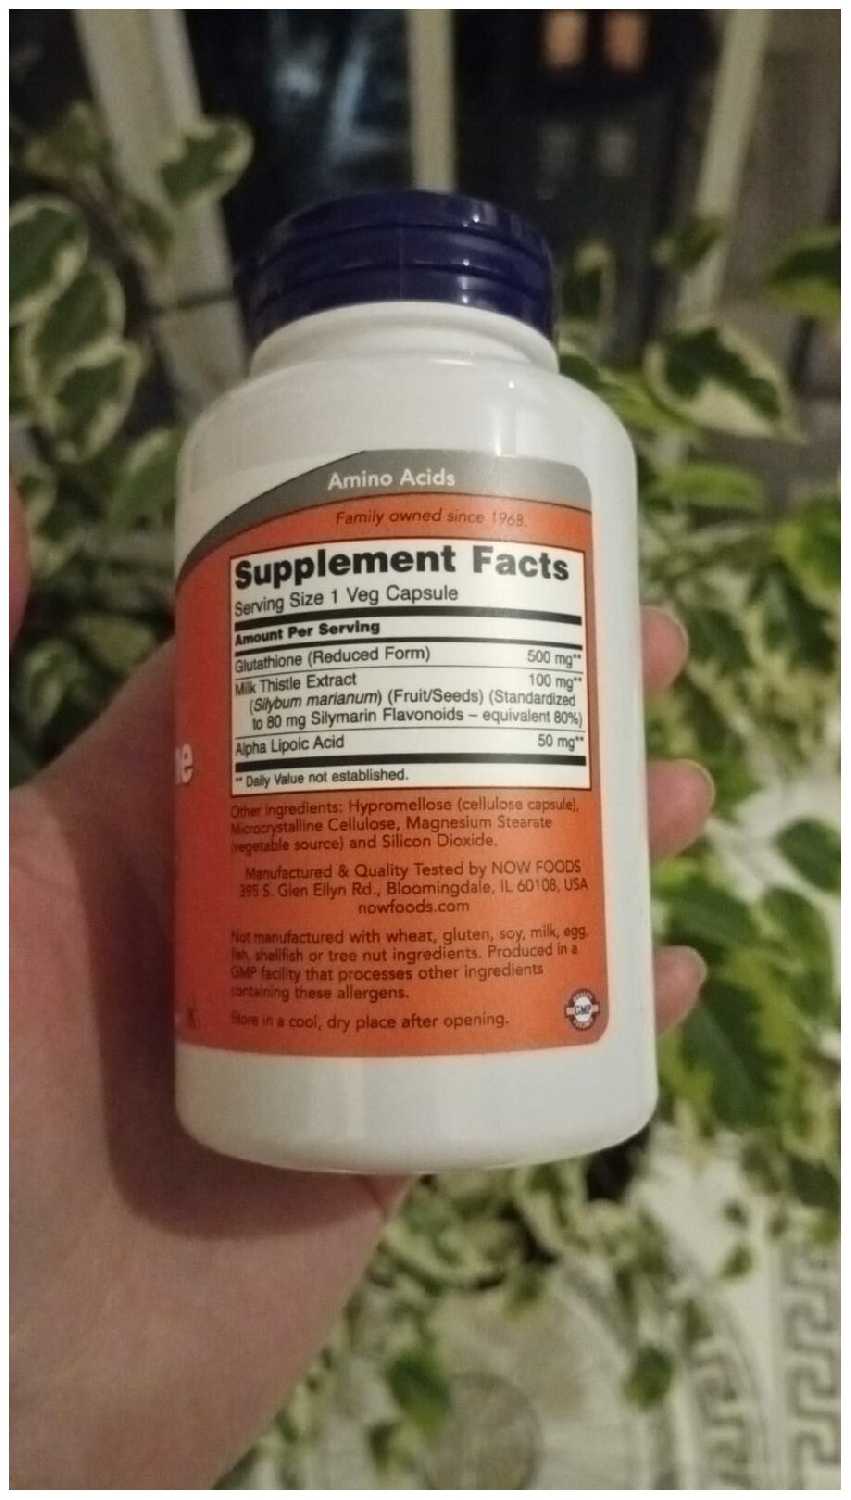 Amino Acids
Family owned since 1968.
Supplement Facts
Serving Size 1 Veg Capsule
Amount Per Serving
Glutathione (Reduced Form) 500 mg**
Milk Thistle Extract 100 mg**
(Silybum marianum) (Fruit/Seeds) (Standardized
to 80 mg Silymarin Flavonoids – equivalent 80%)
Alpha Lipoic Acid 50 mg**
** Daily Value not established.
Other ingredients: Hypromellose (cellulose capsule),
Microcrystalline Cellulose, Magnesium Stearate
(vegetable source) and Silicon Dioxide.
Manufactured & Quality Tested by NOW FOODS
395 S. Glen Ellyn Rd., Bloomingdale, IL 60108, USA
nowfoods.com
Not manufactured with wheat, gluten, soy, milk, egg,
fish, shellfish or tree nut ingredients. Produced in a
GMP facility that processes other ingredients
containing these allergens.
Store in a cool, dry place after opening.
GMP